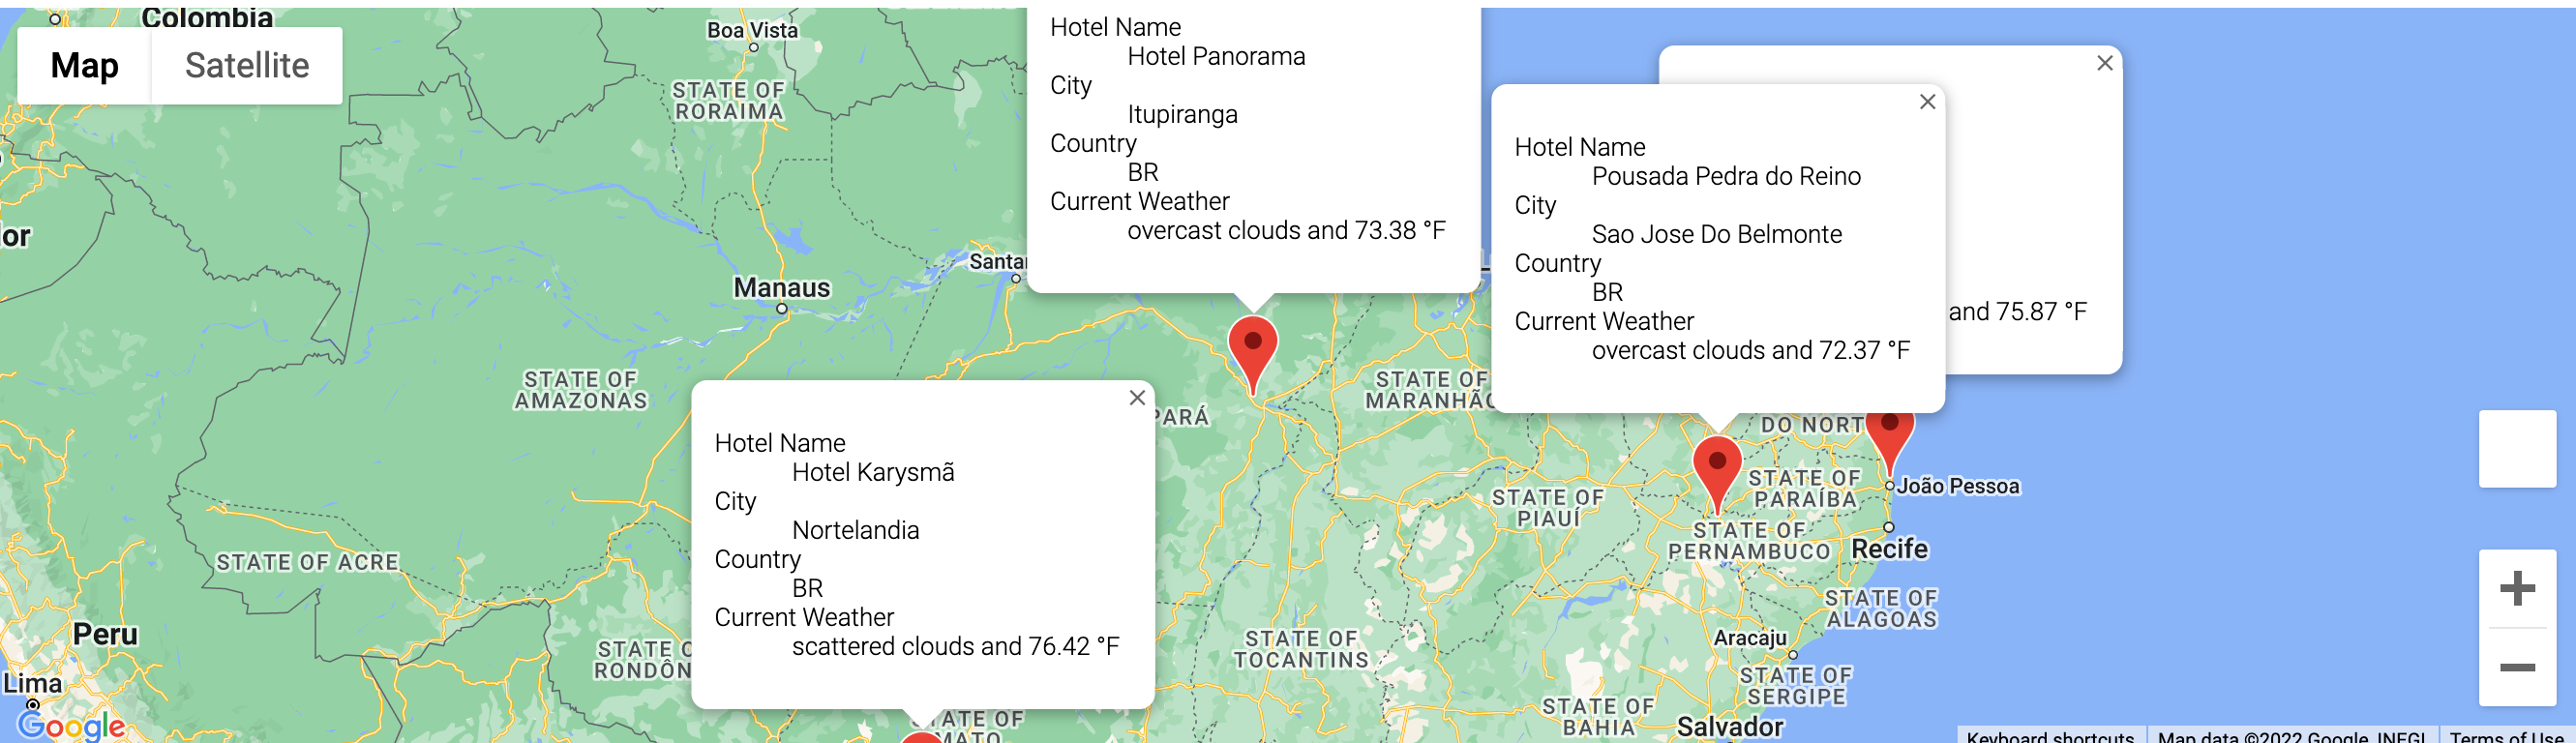 Colombia
Map
Satellite
Boa Vista
STATE OF
RORAIMA
Hotel Name
Hotel Panorama
City
Itupiranga
Country
BR
Current Weather
overcast clouds and 73.38 °F
and 75.87 °F
Hotel Name
Pousada Pedra do Reino
City
Sao Jose Do Belmonte
Country
BR
Current Weather
overcast clouds and 72.37 °F
Manaus
STATE OF
AMAZONAS
PARÁ
STATE OF
MARANHÃO
Hotel Name
Hotel Karysmã
City
Nortelandia
Country
BR
Current Weather
scattered clouds and 76.42 °F
DO NORT
STATE OF
PARAÍBA
João Pessoa
STATE OF
PIAUÍ
STATE OF
PERNAMBUCO
Recife
STATE OF ACRE
STATE OF
ALAGOAS
Peru
STATE OF
TOCANTINS
Aracaju
STATE OF
SERGIPE
Lima
STATE OF
BAHIA
Salvador
STATE OF
MATO
Google
Keyboard shortcuts
Map data ©2022 Google, INEGI
Terms of Use